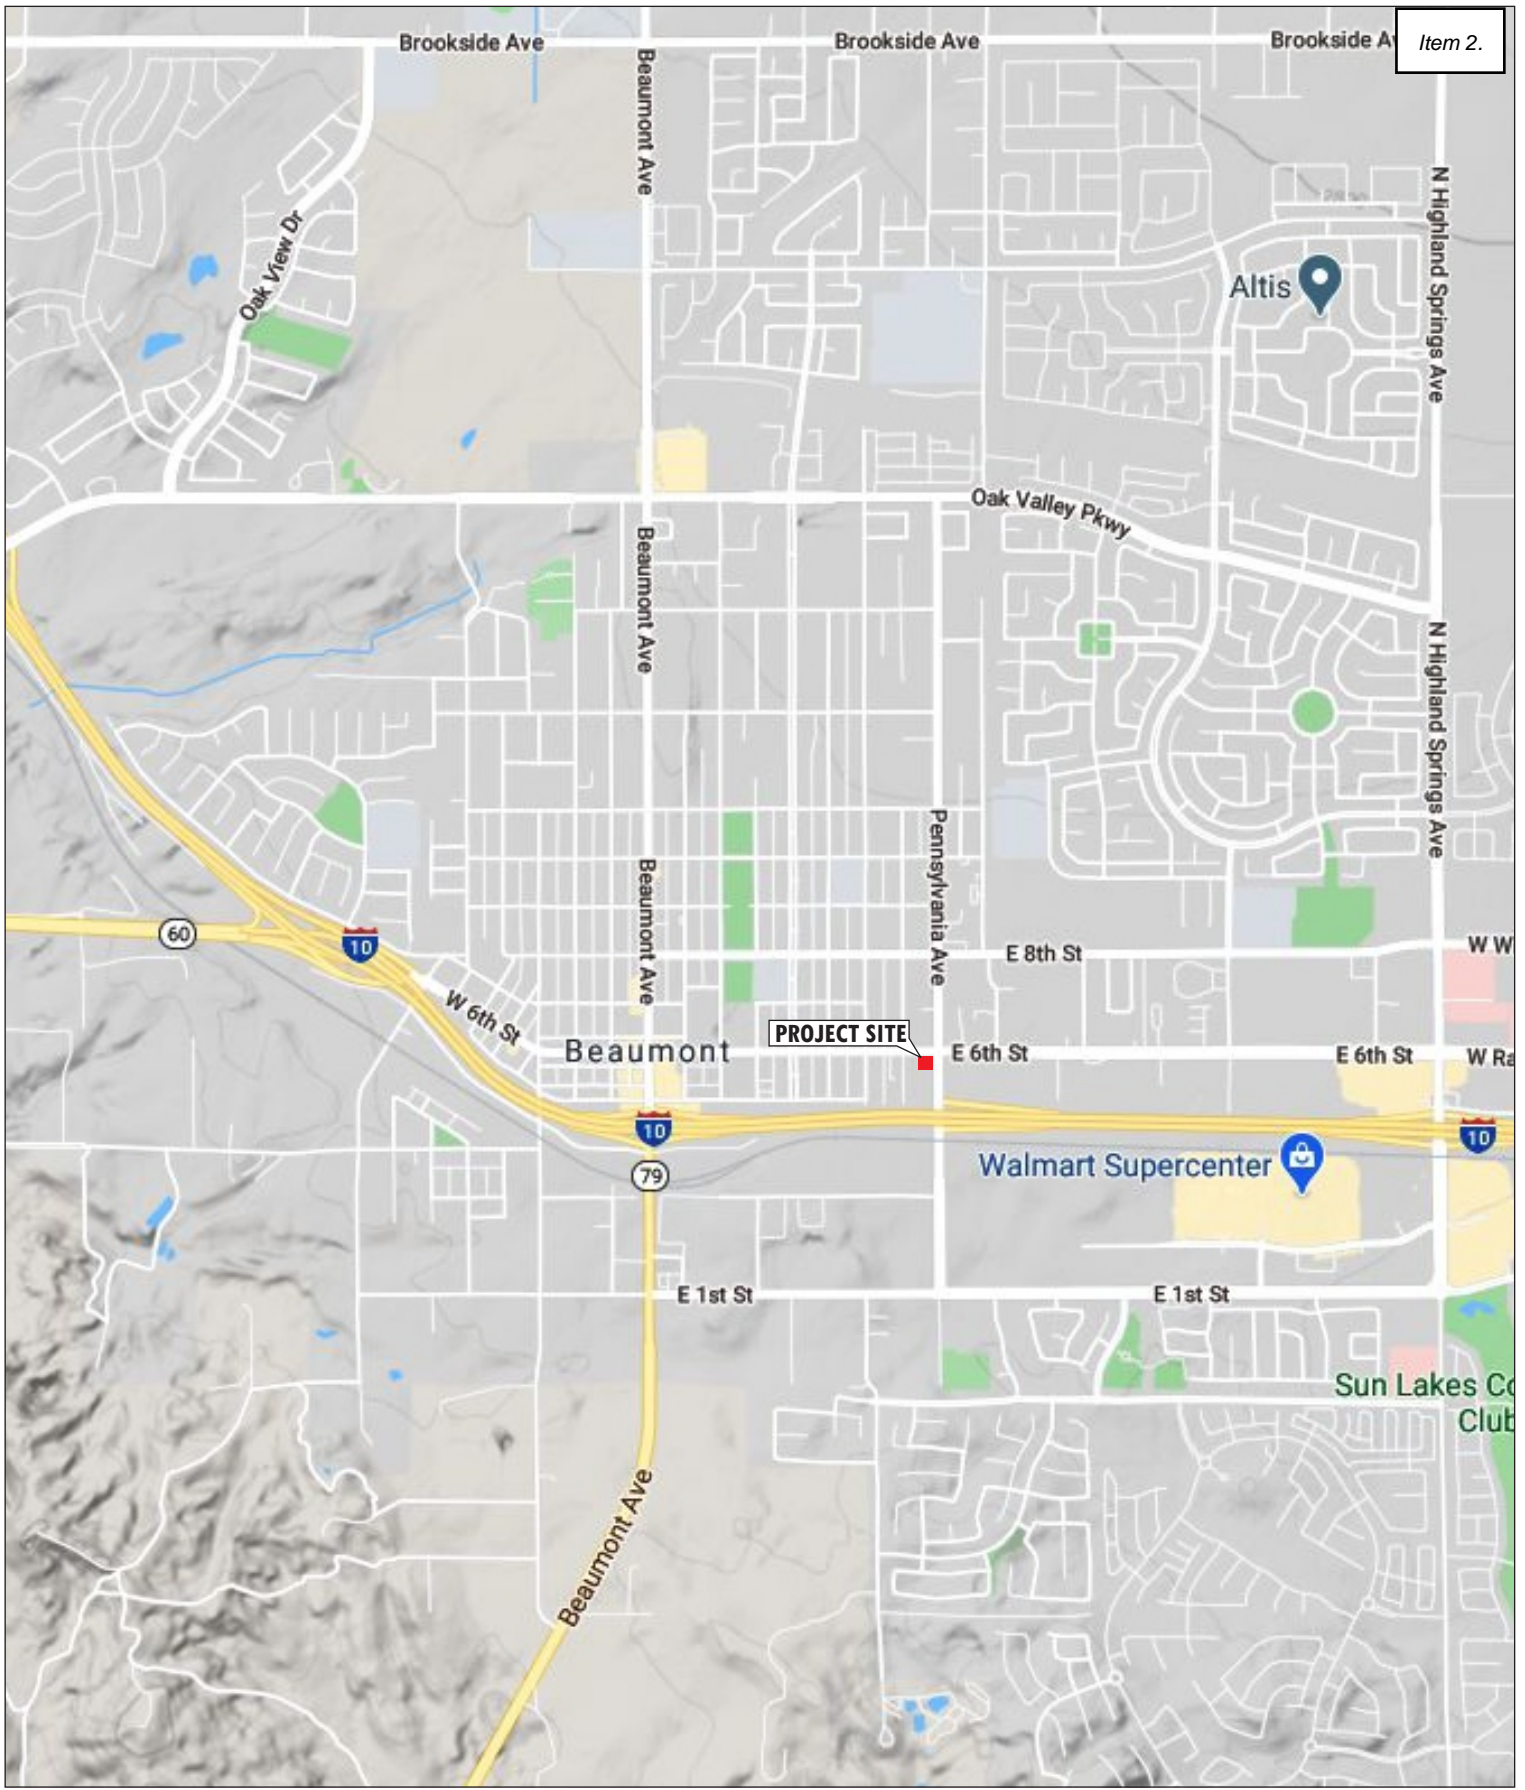 Item 2.
Brookside Ave
Brookside Ave
Brookside Av
Beaumont Ave
N Highland Springs Ave
Oak View Dr
2800
Altis
Oak Valley Pkwy
Beaumont Ave
N Highland Springs Ave
Pennsylvania Ave
Beaumont Ave
60
10
E 8th St
W W
W 6th St
PROJECT SITE
Beaumont
E 6th St
E 6th St
W Ra
10
10
Walmart Supercenter
79
E 1st St
E 1st St
Sun Lakes Co
Club
Beaumont Ave